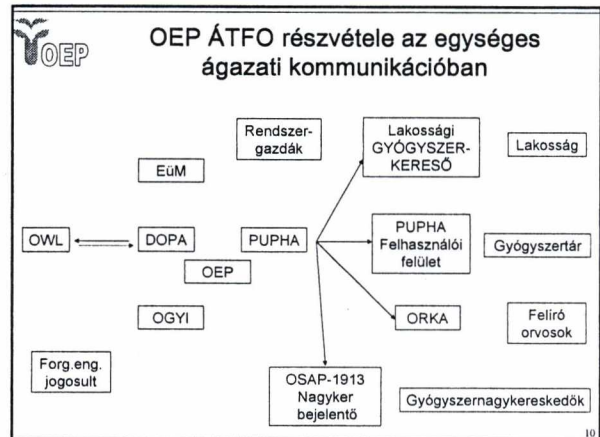 OEP
OEP ÁTFO részvétele az egységes
ágazati kommunikációban
Rendszer-
gazdák
Lakossági
GYÓGYSZER-
KERESŐ
Lakosság
EüM
OWL
DOPA
PUPHA
PUPHA
Felhasználói
felület
Gyógyszertár
OEP
OGYI
ORKA
Felíró
orvosok
Forg.eng.
jogosult
OSAP-1913
Nagyker
bejelentő
Gyógyszernagykereskedők
10